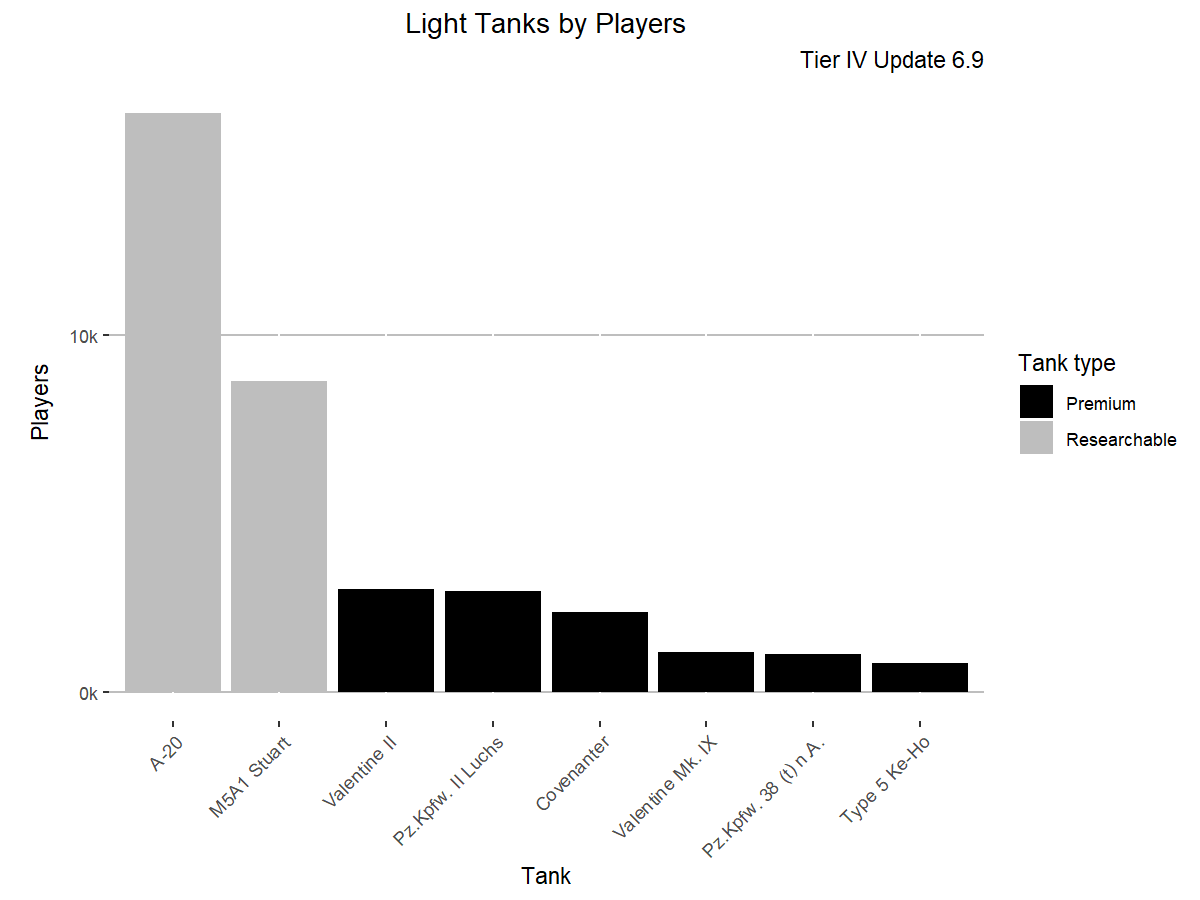 Light Tanks by Players
Tier IV Update 6.9
Players
10k
0k
A-20
M5A1 Stuart
Valentine II
Pz.Kpfw. II Luchs
Covenanter
Valentine Mk. IX
Pz.Kpfw. 38 (t) n.A.
Type 5 Ke-Ho
Tank
Tank type
Premium
Researchable